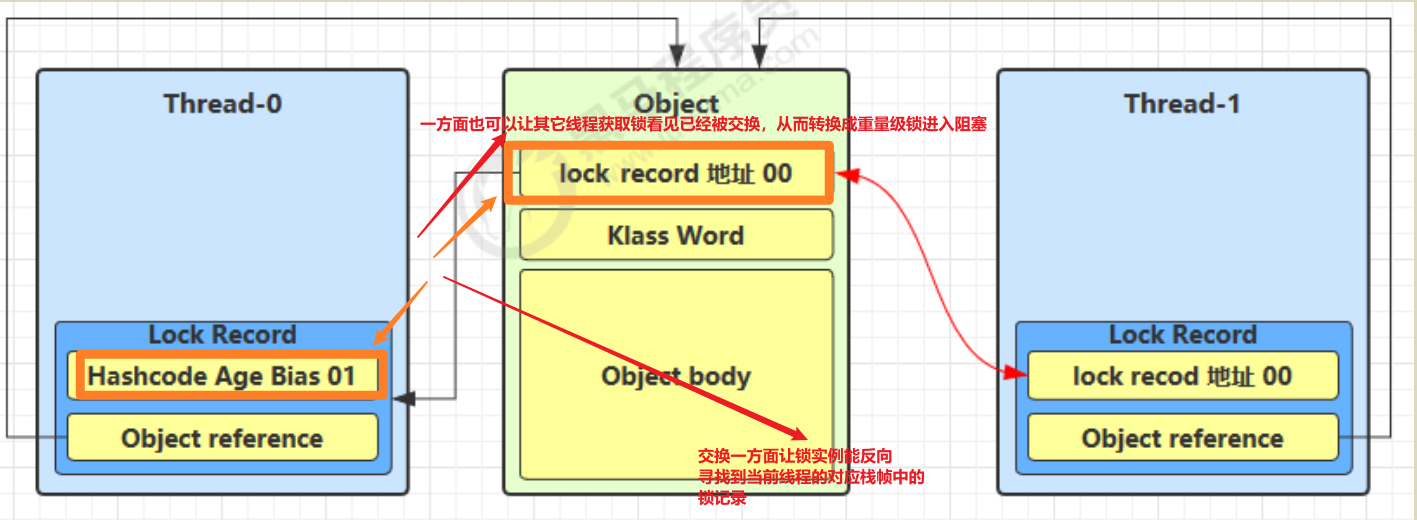 Thread-0
Object
Thread-1
一方面也可以让其它线程获取锁看见已经被交换，从而转换成重量级锁进入阻塞
lock record 地址 00
Klass Word
Object body
Lock Record
Hashcode Age Bias 01
Object reference
Lock Record
lock recod 地址 00
Object reference
交换一方面让锁实例能反向
寻找到当前线程的对应栈帧中的
锁记录